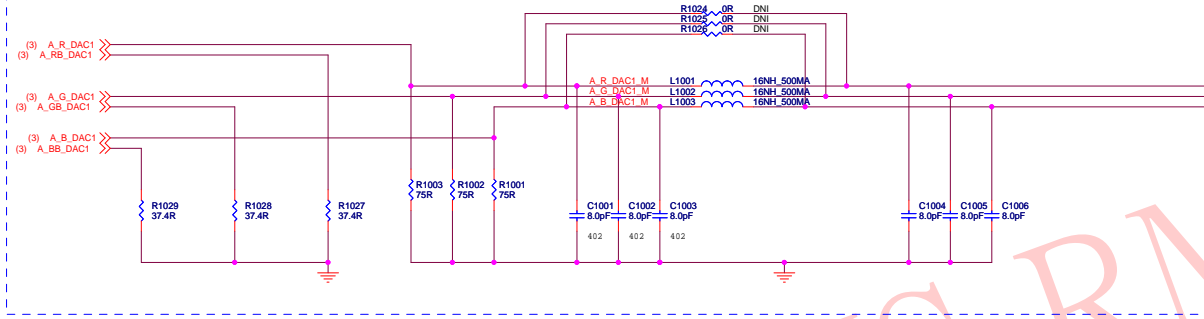 R1024 0R DNI
R1025 0R DNI
R1026 0R DNI
(3) A_R_DAC1
(3) A_RB_DAC1
(3) A_G_DAC1
(3) A_GB_DAC1
(3) A_B_DAC1
(3) A_BB_DAC1
A_R_DAC1_M L1001 16NH_500MA
A_G_DAC1_M L1002 16NH_500MA
A_B_DAC1_M L1003 16NH_500MA
R1029
37.4R
R1028
37.4R
R1027
37.4R
R1003
75R
R1002
75R
R1001
75R
C1001
8.0pF
402
C1002
8.0pF
402
C1003
8.0pF
402
C1004
8.0pF
C1005
8.0pF
C1006
8.0pF